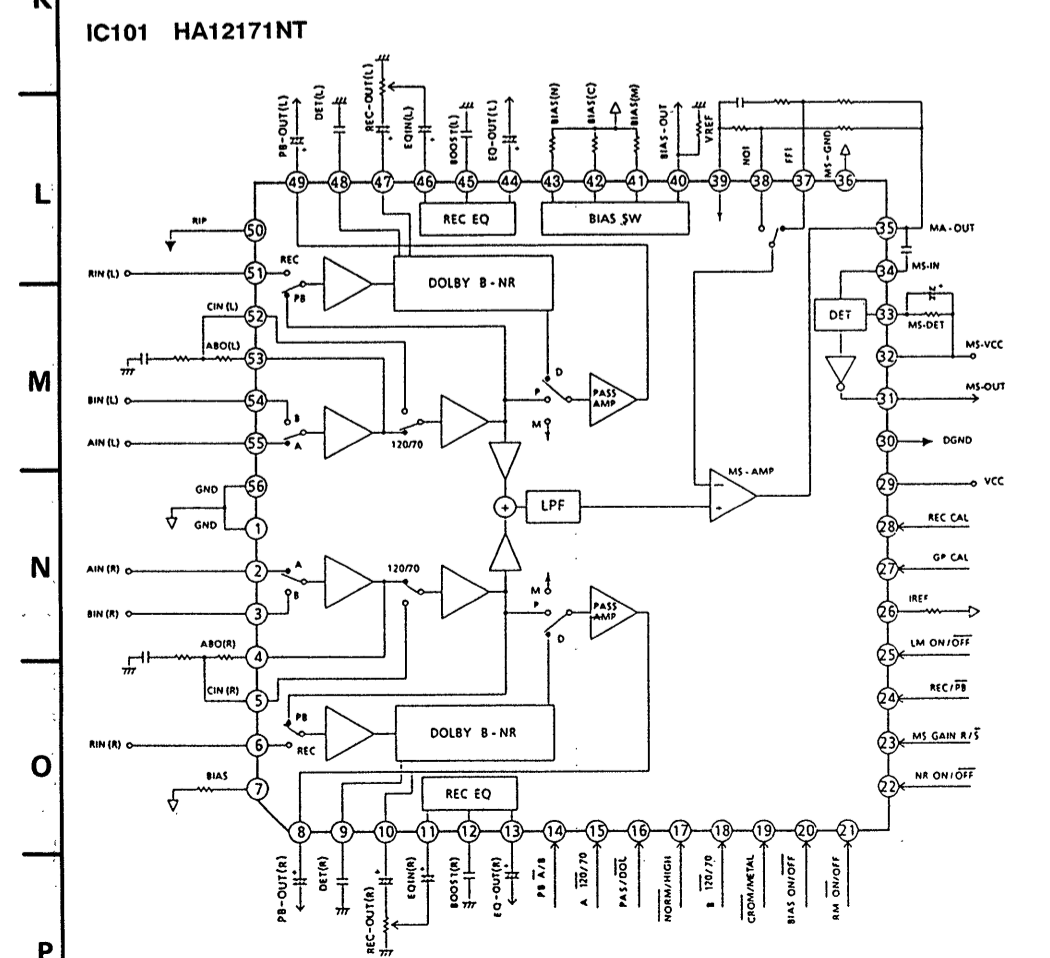 K
IC101 HA12171NT
L
M
N
O
P
PB-OUT(L)
DET(L)
REC-OUT(L)
EQIN(L)
BOOST(L)
EQ-OUT(L)
BIAS(N)
BIAS(C)
BIAS(M)
BIAS-OUT
VREF
NOI
FFI
MS-GND
49 48 47 46 45 44 43 42 41 40 39 38 37 36
REC EQ
BIAS SW
RIP
50
35
MA-OUT
RIN (L)
51
REC
PB
DOLBY B-NR
34
MS-IN
CIN (L)
52
DET
33
MS-DET
ABO(L)
53
32
MS-VCC
BIN (L)
54
B
D
P
M
PASS
AMP
31
MS-OUT
AIN (L)
55
A
120/70
30
DGND
GND
56
MS-AMP
29
VCC
+
LPF
−
+
GND
1
28
REC CAL
AIN (R)
2
A
120/70
M
P
D
PASS
AMP
27
GP CAL
BIN (R)
3
B
26
IREF
ABO(R)
4
25
LM ON/OFF
CIN (R)
5
24
REC/PB
RIN (R)
6
PB
REC
DOLBY B-NR
23
MS GAIN R/S
BIAS
7
REC EQ
22
NR ON/OFF
8 9 10 11 12 13 14 15 16 17 18 19 20 21
PB-OUT(R)
DET(R)
REC-OUT(R)
EQIN(R)
BOOST(R)
EQ-OUT(R)
PB A/B
A 120/70
PAS/DOL
NORM/HIGH
B 120/70
CROM/METAL
BIAS ON/OFF
RM ON/OFF